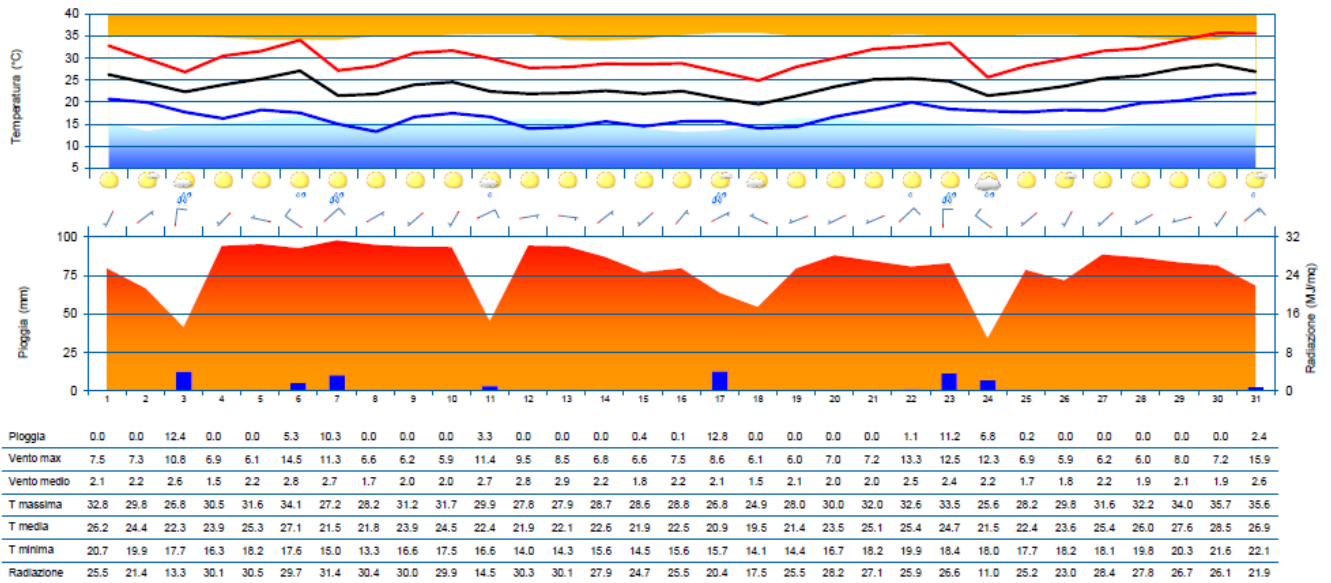 40
35
30
25
20
15
10
5
Temperatura (°C)
100
75
50
25
0
Pioggia (mm)
32
24
16
8
0
Radiazione (MJ/mq)
1 2 3 4 5 6 7 8 9 10 11 12 13 14 15 16 17 18 19 20 21 22 23 24 25 26 27 28 29 30 31
Pioggia 0.0 0.0 12.4 0.0 0.0 5.3 10.3 0.0 0.0 0.0 3.3 0.0 0.0 0.0 0.4 0.1 12.8 0.0 0.0 0.0 0.0 1.1 11.2 6.8 0.2 0.0 0.0 0.0 0.0 0.0 2.4
Vento max 7.5 7.3 10.8 6.9 6.1 14.5 11.3 6.6 6.2 5.9 11.4 9.5 8.5 6.8 6.6 7.5 8.6 6.1 6.0 7.0 7.2 13.3 12.5 12.3 6.9 5.9 6.2 6.0 8.0 7.2 15.9
Vento medio 2.1 2.2 2.6 1.5 2.2 2.8 2.7 1.7 2.0 2.0 2.7 2.8 2.9 2.2 1.8 2.2 2.1 1.5 2.1 2.0 2.0 2.5 2.4 2.2 1.7 1.8 2.2 1.9 2.1 1.9 2.6
T massima 32.8 29.8 26.8 30.5 31.6 34.1 27.2 28.2 31.2 31.7 29.9 27.8 27.9 28.7 28.6 28.8 26.8 24.9 28.0 30.0 32.0 32.6 33.5 25.6 28.2 29.8 31.6 32.2 34.0 35.7 35.6
T media 26.2 24.4 22.3 23.9 25.3 27.1 21.5 21.8 23.9 24.5 22.4 21.9 22.1 22.6 21.9 22.5 20.9 19.5 21.4 23.5 25.1 25.4 24.7 21.5 22.4 23.6 25.4 26.0 27.6 28.5 26.9
T minima 20.7 19.9 17.7 16.3 18.2 17.6 15.0 13.3 16.6 17.5 16.6 14.0 14.3 15.6 14.5 15.6 15.7 14.1 14.4 16.7 18.2 19.9 18.4 18.0 17.7 18.2 18.1 19.8 20.3 21.6 22.1
Radiazione 25.5 21.4 13.3 30.1 30.5 29.7 31.4 30.4 30.0 29.9 14.5 30.3 30.1 27.9 24.7 25.5 20.4 17.5 25.5 28.2 27.1 25.9 26.6 11.0 25.2 23.0 28.4 27.8 26.7 26.1 21.9